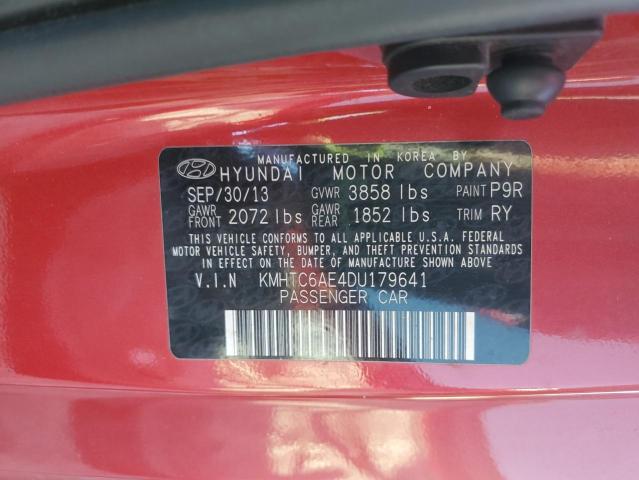 MANUFACTURED IN KOREA BY
HYUNDAI MOTOR COMPANY
SEP/30/13 GVWR 3858 lbs PAINT P9R
GAWR FRONT 2072 lbs GAWR REAR 1852 lbs TRIM RY
THIS VEHICLE CONFORMS TO ALL APPLICABLE U.S.A. FEDERAL
MOTOR VEHICLE SAFETY, BUMPER, AND THEFT PREVENTION STANDARDS
IN EFFECT ON THE DATE OF MANUFACTURE SHOWN ABOVE.
V.I.N KMHTC6AE4DU179641
PASSENGER CAR